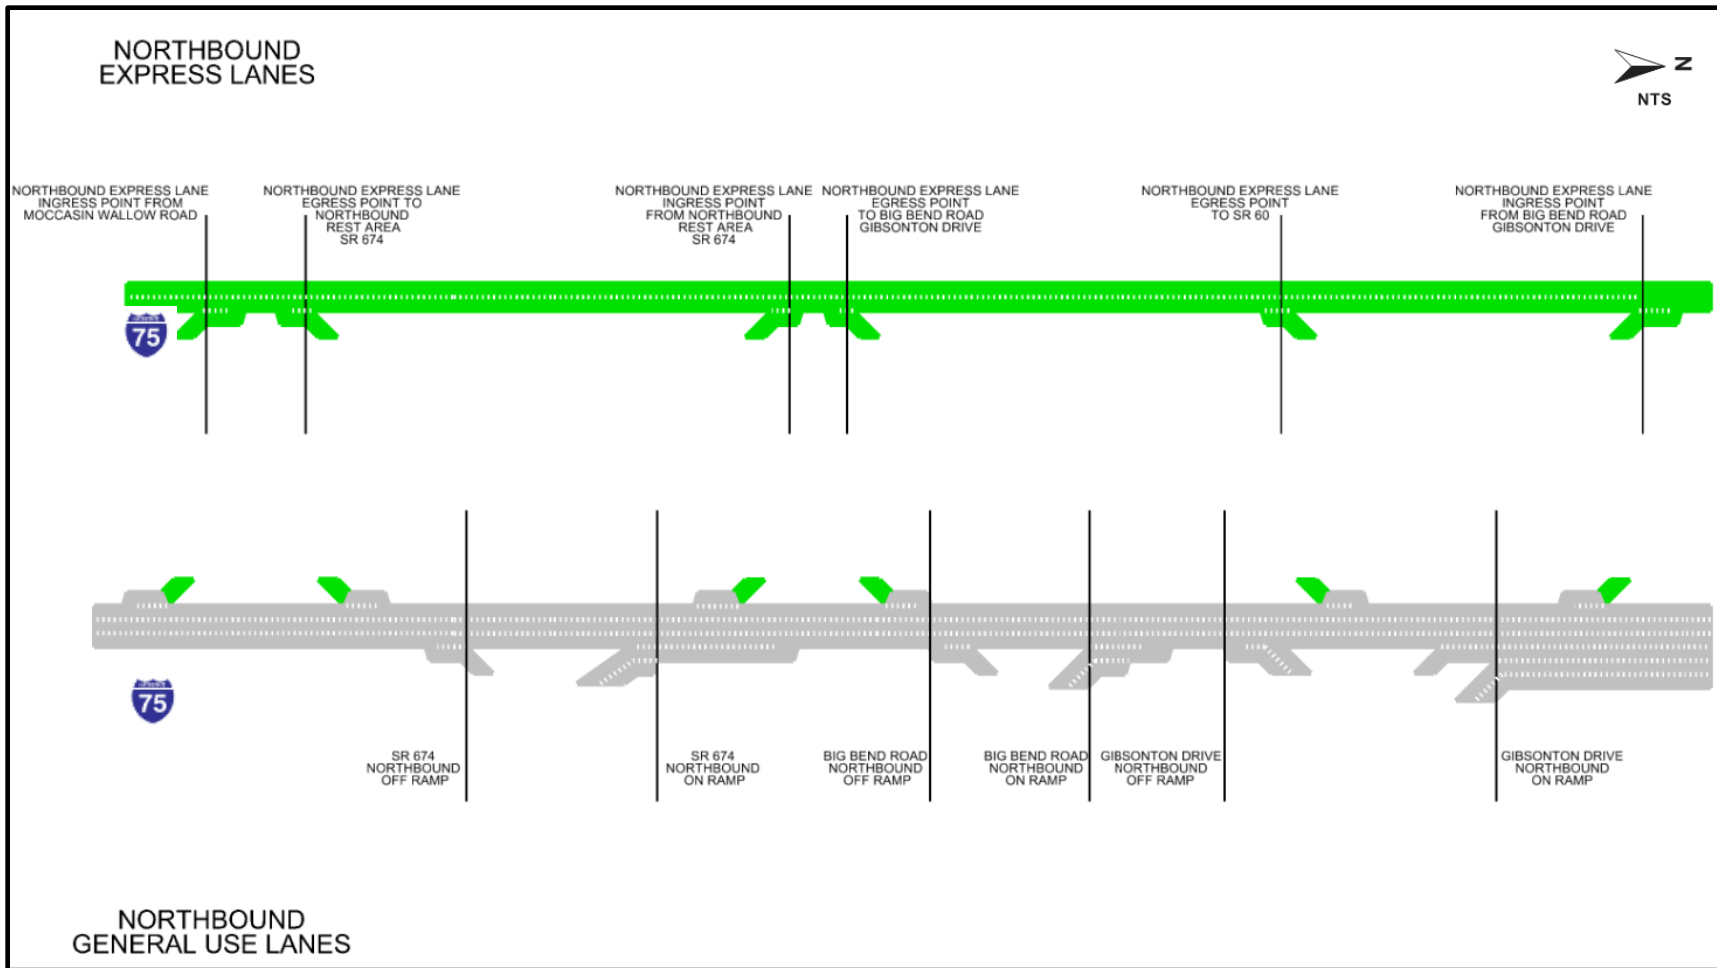 NORTHBOUND
EXPRESS LANES
N
NTS
NORTHBOUND EXPRESS LANE
INGRESS POINT FROM
MOCCASIN WALLOW ROAD
NORTHBOUND EXPRESS LANE
EGRESS POINT TO
NORTHBOUND
REST AREA
SR 674
NORTHBOUND EXPRESS LANE
INGRESS POINT
FROM NORTHBOUND
REST AREA
SR 674
NORTHBOUND EXPRESS LANE
EGRESS POINT
TO BIG BEND ROAD
GIBSONTON DRIVE
NORTHBOUND EXPRESS LANE
EGRESS POINT
TO SR 60
NORTHBOUND EXPRESS LANE
INGRESS POINT
FROM BIG BEND ROAD
GIBSONTON DRIVE
75
75
SR 674
NORTHBOUND
OFF RAMP
SR 674
NORTHBOUND
ON RAMP
BIG BEND ROAD
NORTHBOUND
OFF RAMP
BIG BEND ROAD
NORTHBOUND
ON RAMP
GIBSONTON DRIVE
NORTHBOUND
OFF RAMP
GIBSONTON DRIVE
NORTHBOUND
ON RAMP
NORTHBOUND
GENERAL USE LANES